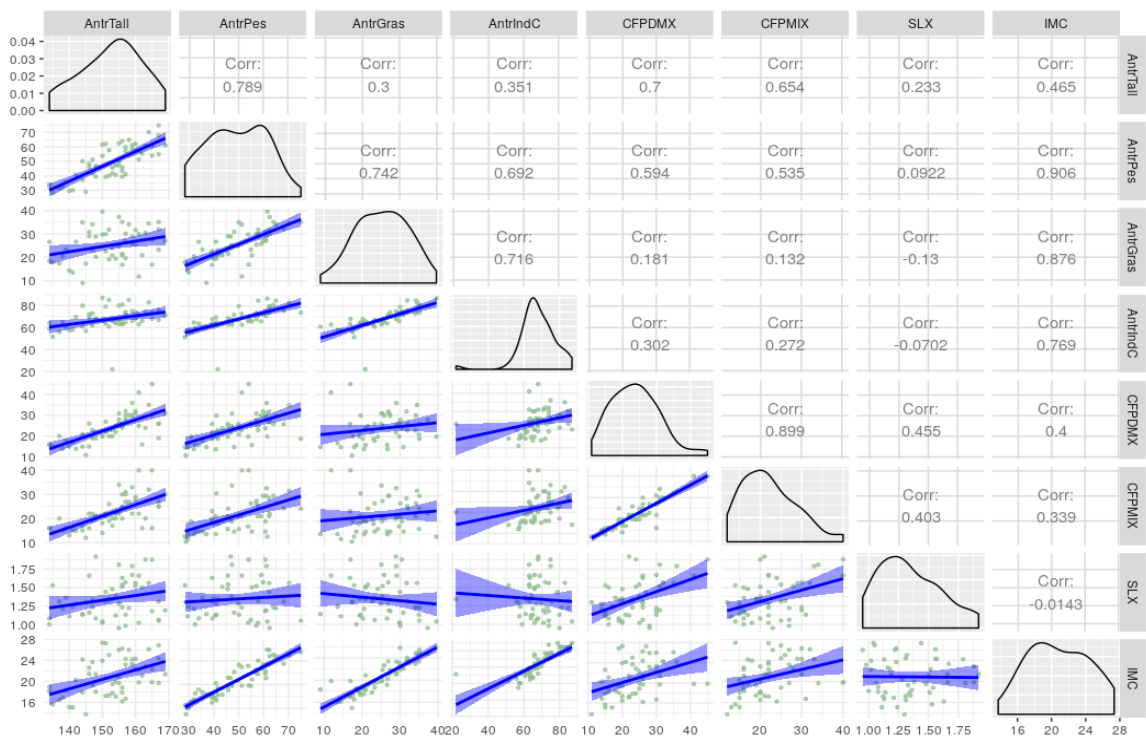 AntrTall AntrPes AntrGras AntrIndC CFPDMX CFPMIX SLX IMC
0.04
0.03
0.02
0.01
0.00
Corr:
0.789
Corr:
0.3
Corr:
0.351
Corr:
0.7
Corr:
0.654
Corr:
0.233
Corr:
0.465
AntrTall
70
60
50
40
30
Corr:
0.742
Corr:
0.692
Corr:
0.594
Corr:
0.535
Corr:
0.0922
Corr:
0.906
AntrPes
40
30
20
10
Corr:
0.716
Corr:
0.181
Corr:
0.132
Corr:
-0.13
Corr:
0.876
AntrGras
80
60
40
20
Corr:
0.302
Corr:
0.272
Corr:
-0.0702
Corr:
0.769
AntrIndC
40
30
20
10
Corr:
0.899
Corr:
0.455
Corr:
0.4
CFPDMX
40
30
20
10
Corr:
0.403
Corr:
0.339
CFPMIX
1.75
1.50
1.25
1.00
Corr:
-0.0143
SLX
28
24
20
16
IMC
140 150 160 170 30 40 50 60 70 10 20 30 40 40 60 80 20 30 40 20 30 40 1.00 1.25 1.50 1.75 16 20 24 28